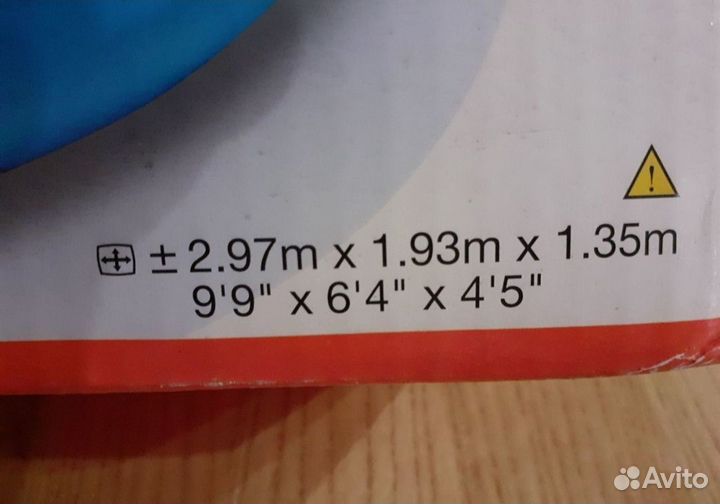 ± 2.97m x 1.93m x 1.35m
9'9" x 6'4" x 4'5"
Avito